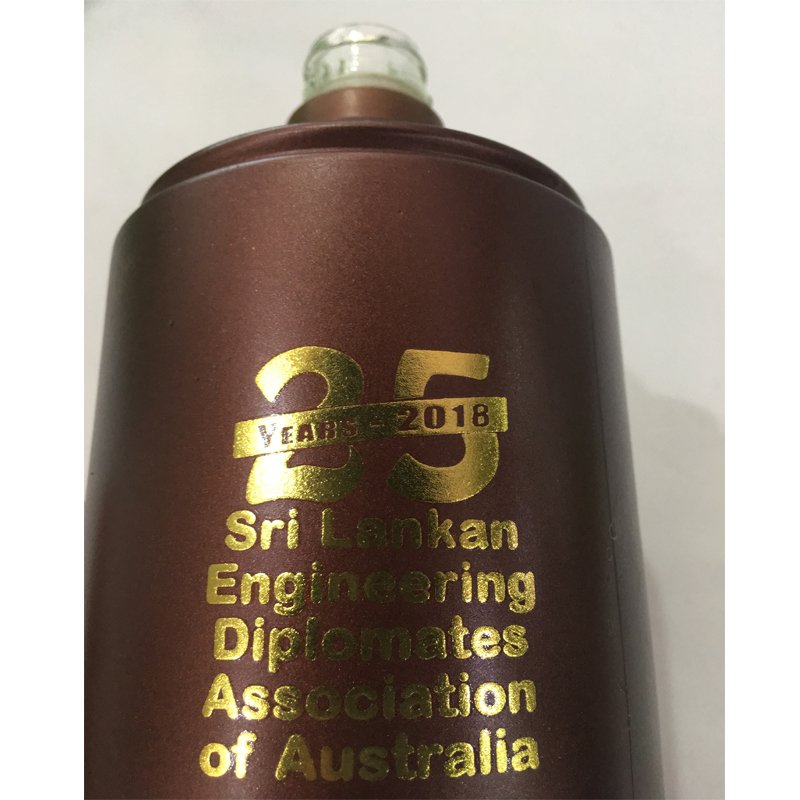 25
YEARS - 2018
Sri Lankan
Engineering
Diplomates
Association
of Australia